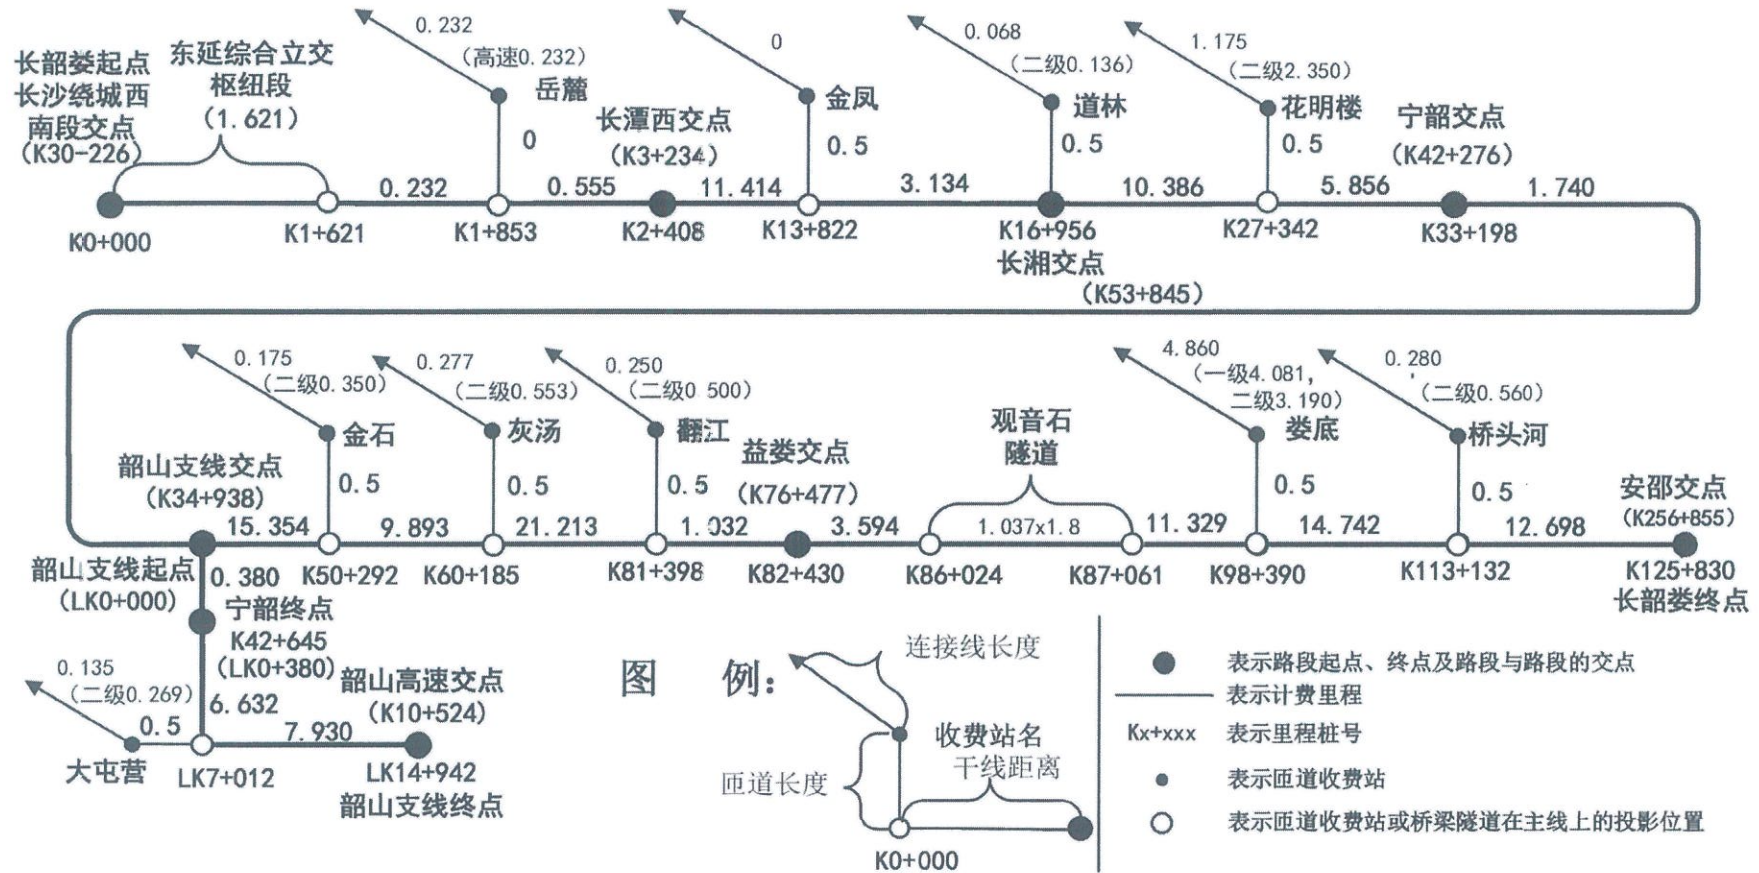 长韶娄起点
长沙绕城西
南段交点
(K30-226)
东延综合立交
枢纽段
(1.621)
0.232
(高速0.232)
岳麓
0
长潭西交点
(K3+234)
0
金凤
0.5
0.068
(二级0.136)
道林
0.5
1.175
(二级2.350)
花明楼
0.5
宁韶交点
(K42+276)
0.232
0.555
11.414
3.134
10.386
5.856
1.740
K0+000
K1+621
K1+853
K2+408
K13+822
K16+956
长湘交点
(K53+845)
K27+342
K33+198
0.175
(二级0.350)
金石
0.5
0.277
(二级0.553)
灰汤
0.5
0.250
(二级0.500)
翻江
0.5
益娄交点
(K76+477)
观音石
隧道
4.860
(一级4.081,
二级3.190)
娄底
0.5
0.280
(二级0.560)
桥头河
0.5
安邵交点
(K256+855)
韶山支线交点
(K34+938)
15.354
9.893
21.213
1.032
3.594
1.037x1.8
11.329
14.742
12.698
韶山支线起点
(LK0+000)
0.380
K50+292
K60+185
K81+398
K82+430
K86+024
K87+061
K98+390
K113+132
K125+830
长韶娄终点
宁韶终点
K42+645
(LK0+380)
0.135
(二级0.269)
0.5
大屯营
6.632
LK7+012
7.930
韶山高速交点
(K10+524)
LK14+942
韶山支线终点
图 例:
连接线长度
收费站名
干线距离
匝道长度
K0+000
表示路段起点、终点及路段与路段的交点
表示计费里程
Kx+xxx 表示里程桩号
表示匝道收费站
表示匝道收费站或桥梁隧道在主线上的投影位置